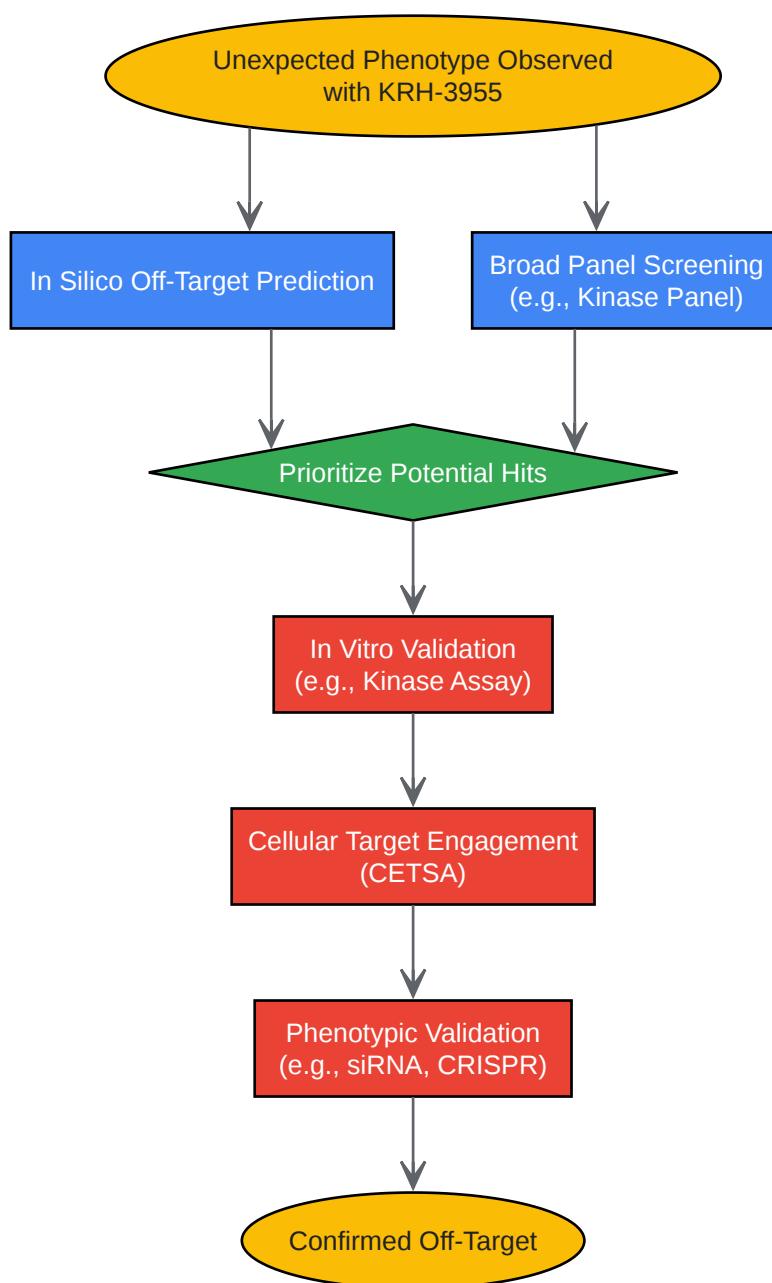 Unexpected Phenotype Observed
with KRH-3955
In Silico Off-Target Prediction
Broad Panel Screening
(e.g., Kinase Panel)
Prioritize Potential Hits
In Vitro Validation
(e.g., Kinase Assay)
Cellular Target Engagement
(CETSA)
Phenotypic Validation
(e.g., siRNA, CRISPR)
Confirmed Off-Target